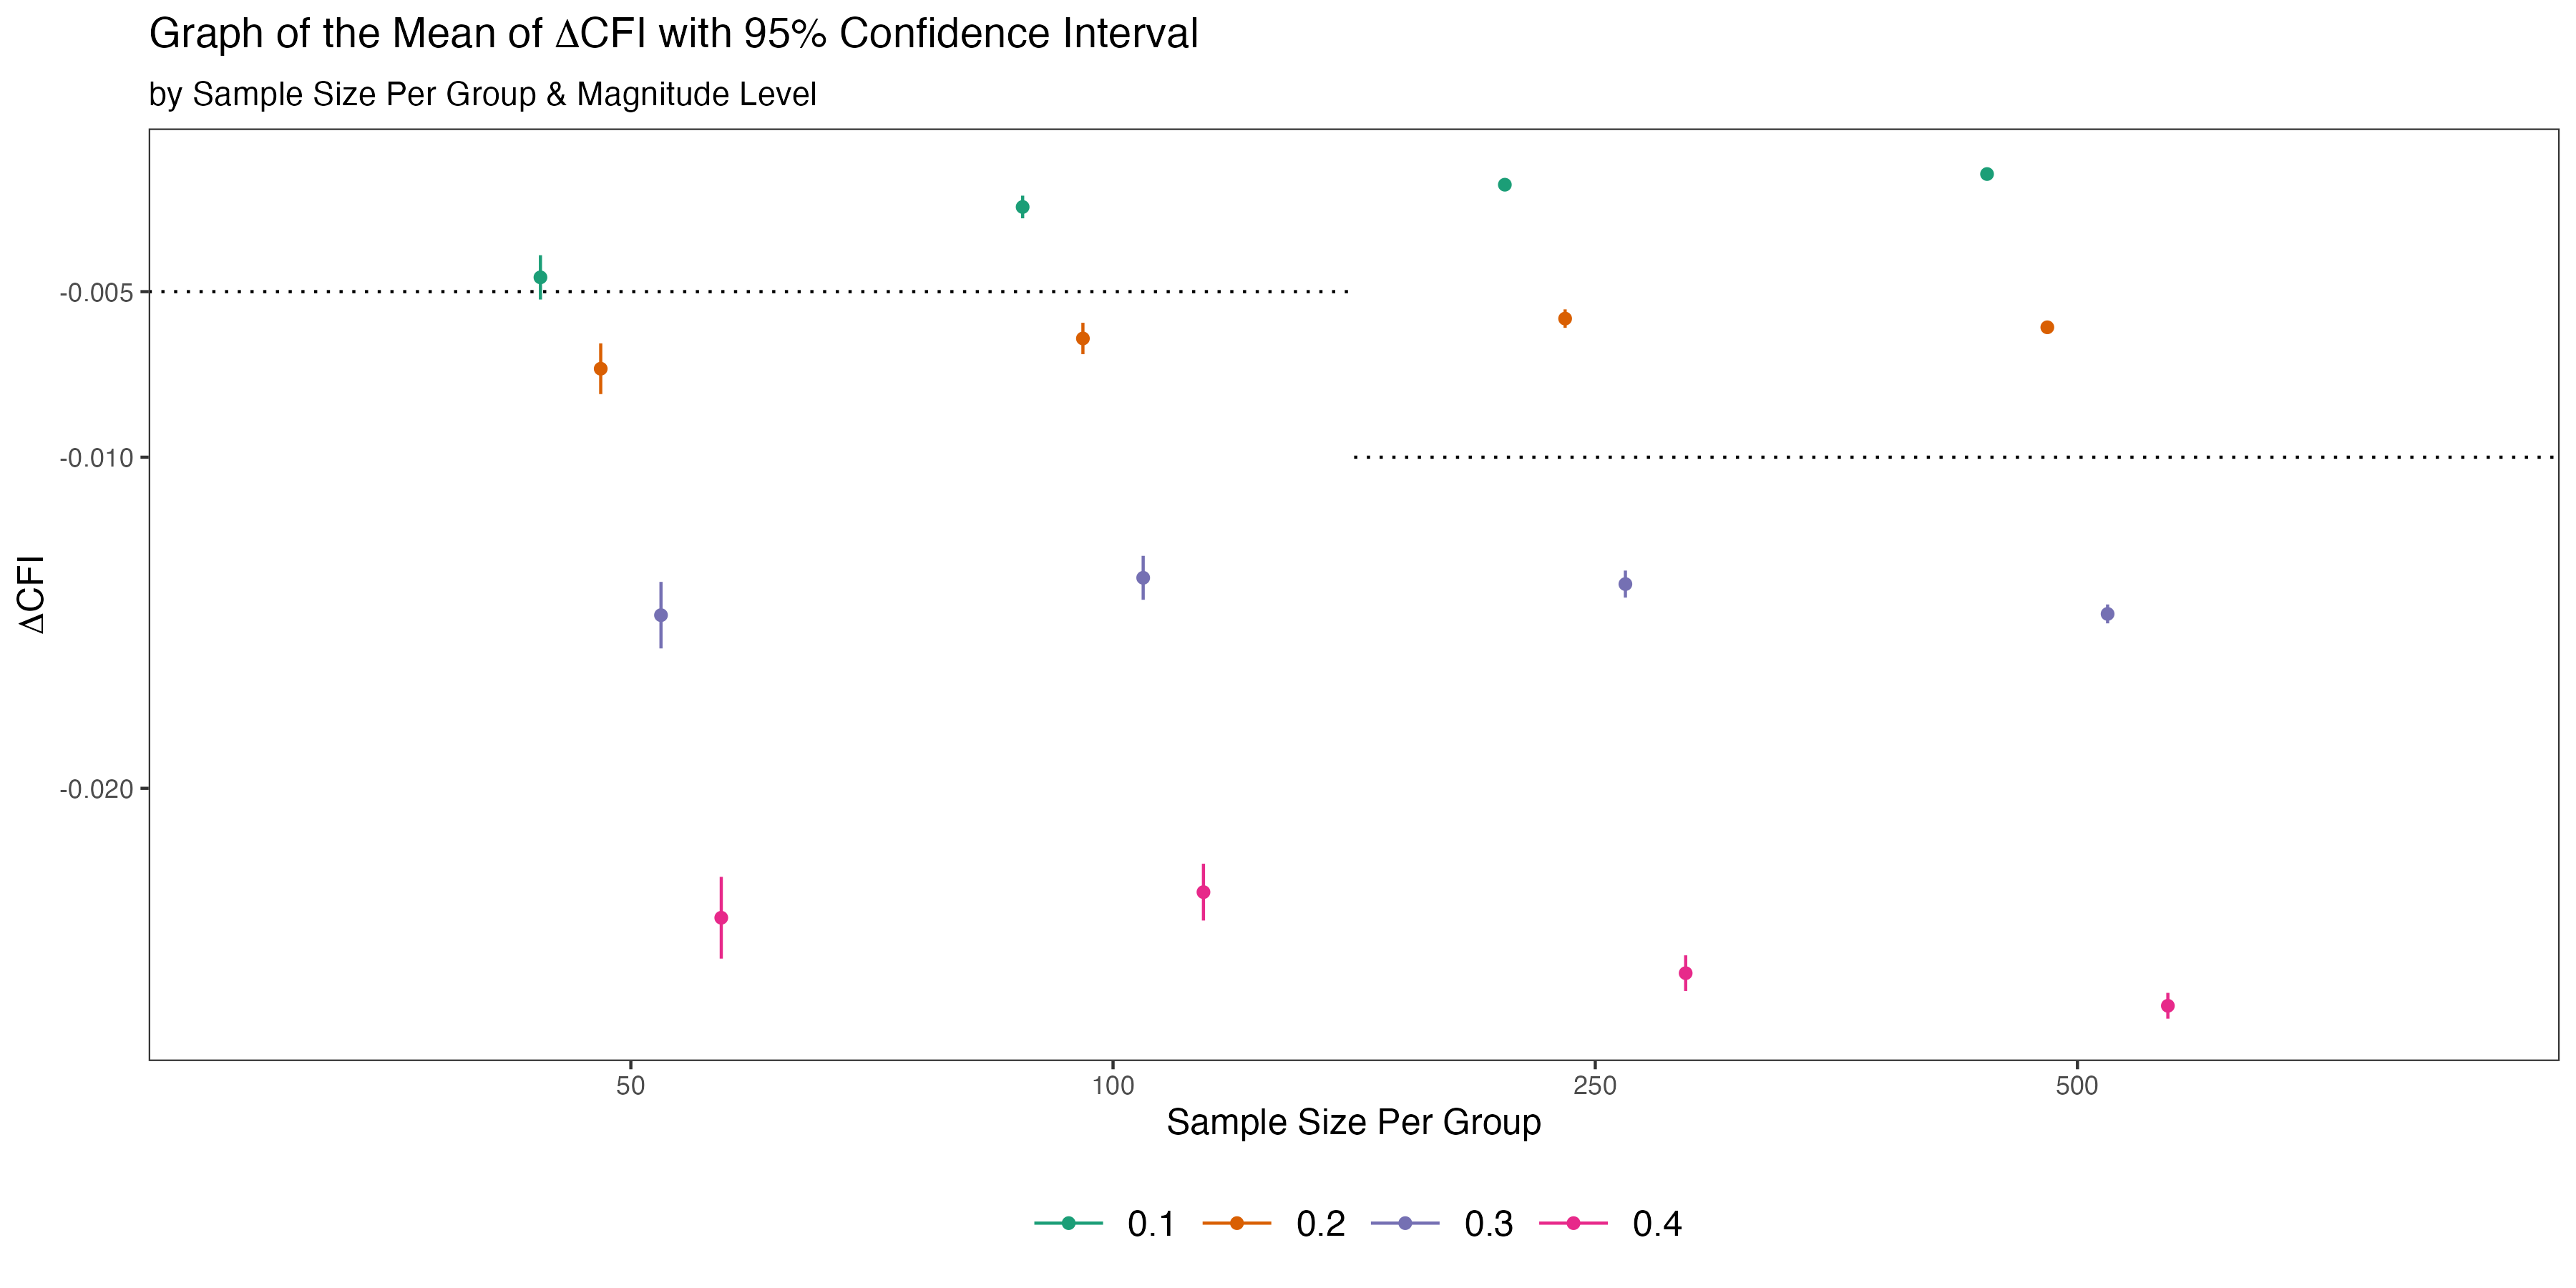 Graph of the Mean of ΔCFI with 95% Confidence Interval
by Sample Size Per Group & Magnitude Level
-0.005
-0.010
ΔCFI
-0.020
50 100 250 500
Sample Size Per Group
0.1 0.2 0.3 0.4